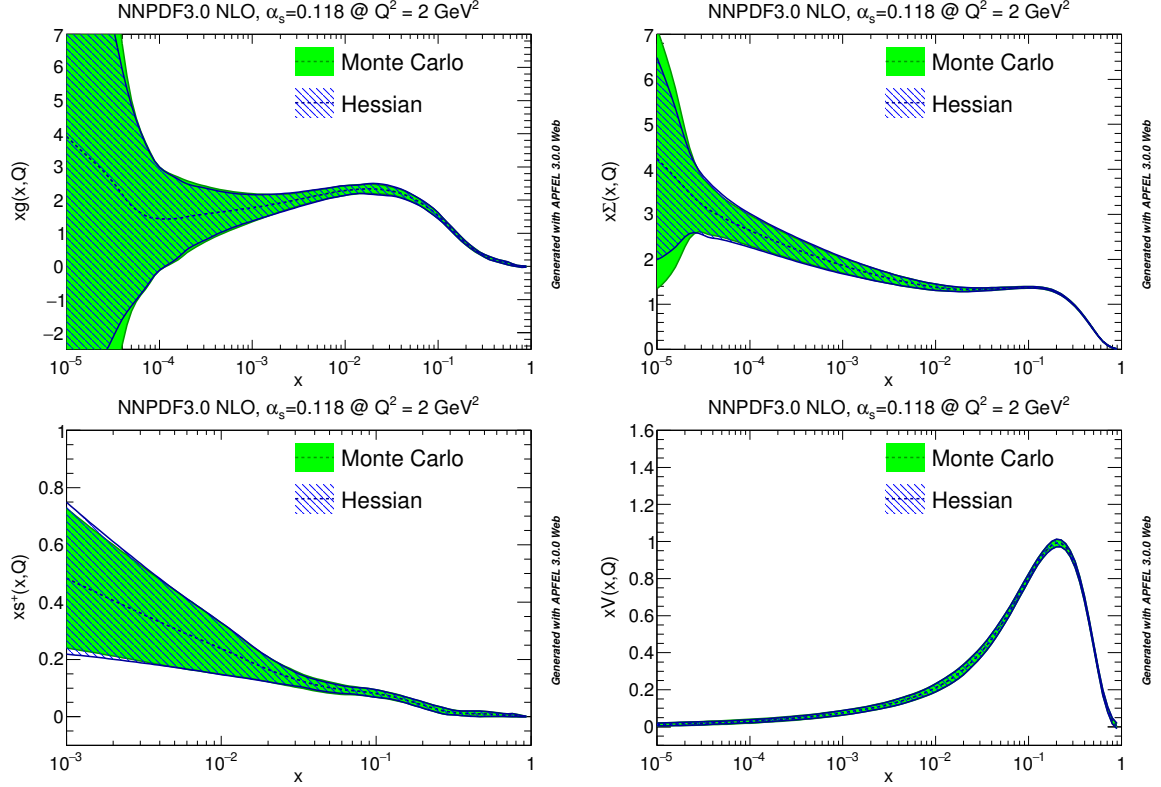 NNPDF3.0 NLO, αs=0.118 @ Q² = 2 GeV²
7
6
5
4
3
2
1
0
−1
−2
xg(x,Q)
Monte Carlo
Hessian
10⁻⁵
10⁻⁴
10⁻³
10⁻²
10⁻¹
1
x
Generated with APFEL 3.0.0 Web
NNPDF3.0 NLO, αs=0.118 @ Q² = 2 GeV²
7
6
5
4
3
2
1
0
xΣ(x,Q)
Monte Carlo
Hessian
10⁻⁵
10⁻⁴
10⁻³
10⁻²
10⁻¹
1
x
Generated with APFEL 3.0.0 Web
NNPDF3.0 NLO, αs=0.118 @ Q² = 2 GeV²
1
0.8
0.6
0.4
0.2
0
xs⁺(x,Q)
Monte Carlo
Hessian
10⁻³
10⁻²
10⁻¹
1
x
Generated with APFEL 3.0.0 Web
NNPDF3.0 NLO, αs=0.118 @ Q² = 2 GeV²
1.6
1.4
1.2
1
0.8
0.6
0.4
0.2
0
xV(x,Q)
Monte Carlo
Hessian
10⁻⁵
10⁻⁴
10⁻³
10⁻²
10⁻¹
1
x
Generated with APFEL 3.0.0 Web